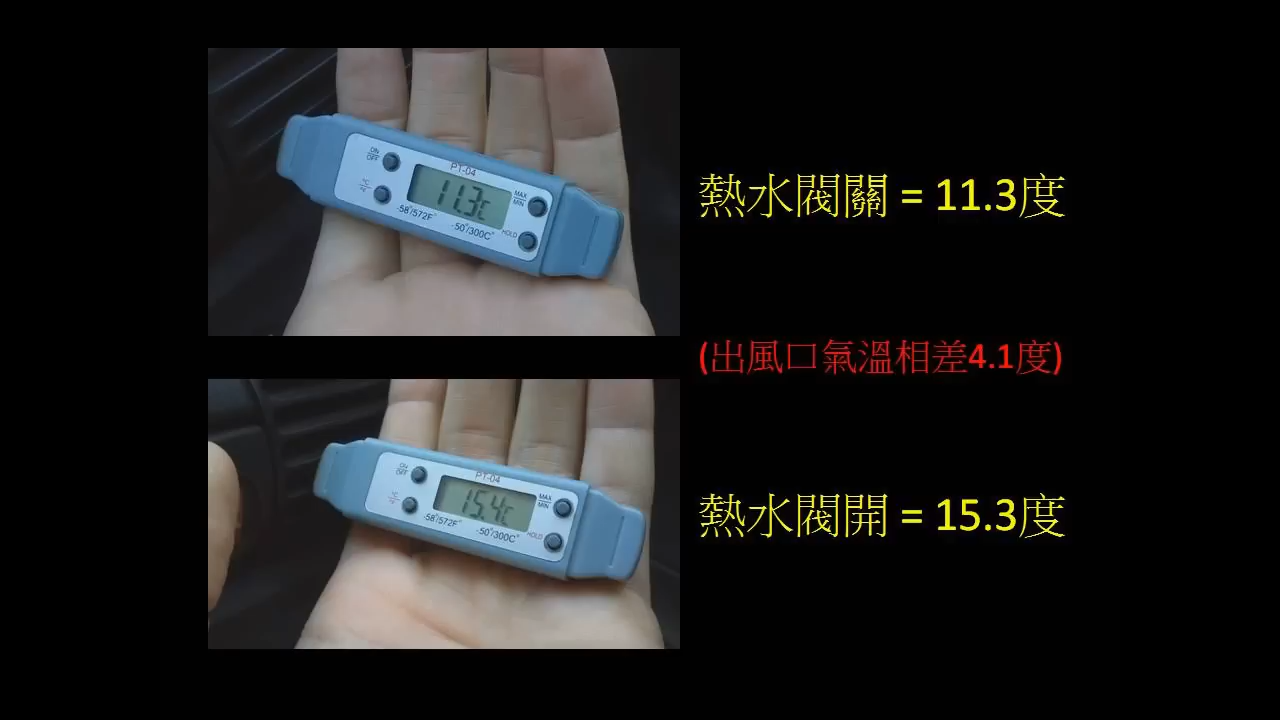 ON
OFF
PT-04
11.3℃
MAX
MIN
℃
℉
-58°/572F°
-50°/300C°
HOLD
熱水閥關 = 11.3度
(出風口氣溫相差4.1度)
ON
OFF
PT-04
15.4℃
MAX
MIN
℃
℉
-58°/572F°
-50°/300C°
HOLD
熱水閥開 = 15.3度